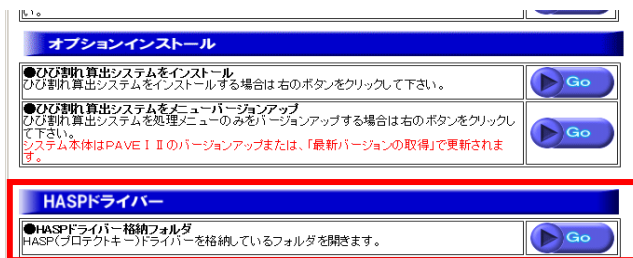 い。
オプションインストール
●ひび割れ算出システムをインストール
ひび割れ算出システムをインストールする場合は右のボタンをクリックして下さい。
Go
●ひび割れ算出システムをメニューバージョンアップ
ひび割れ算出システムを処理メニューのみをバージョンアップする場合は右のボタンをクリックし
て下さい。
システム本体はPAVEⅠⅡのバージョンアップまたは、「最新バージョンの取得」で更新されま
す。
Go
HASPドライバー
●HASPドライバー格納フォルダ
HASP(プロテクトキー)ドライバーを格納しているフォルダを開きます。
Go